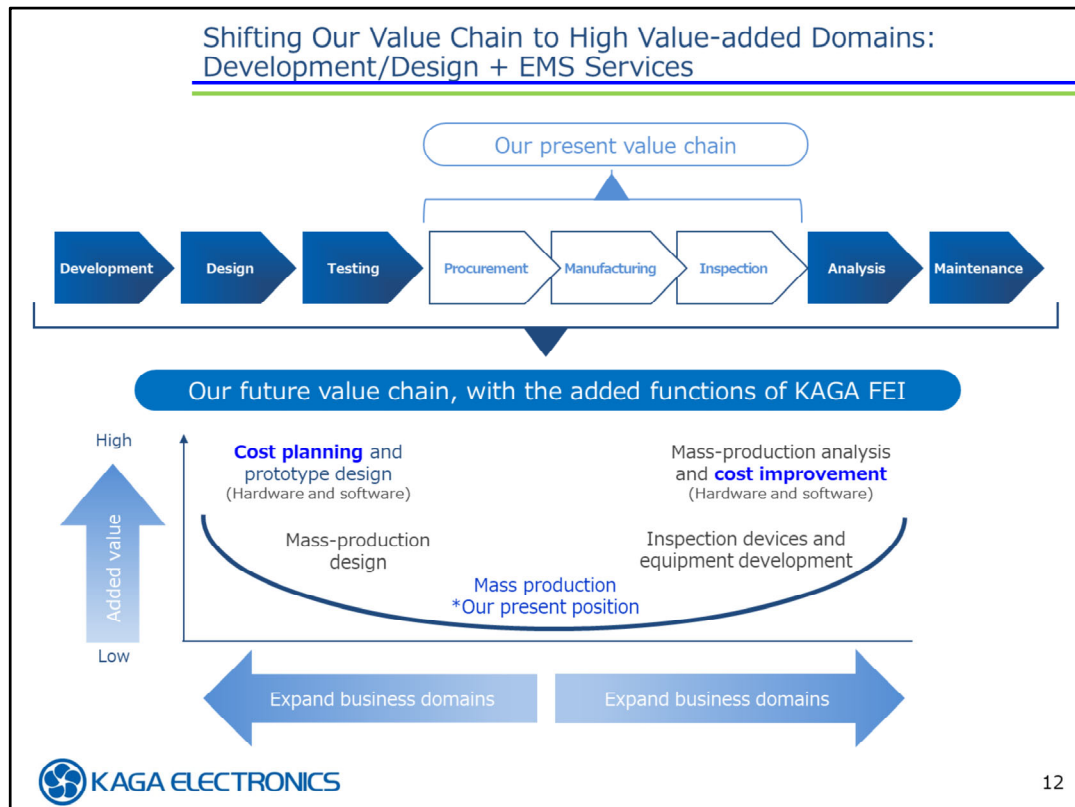 Shifting Our Value Chain to High Value-added Domains:
Development/Design + EMS Services
Our present value chain
Development
Design
Testing
Procurement
Manufacturing
Inspection
Analysis
Maintenance
Our future value chain, with the added functions of KAGA FEI
High
Added value
Low
Cost planning and
prototype design
(Hardware and software)
Mass-production
design
Mass production
*Our present position
Mass-production analysis
and cost improvement
(Hardware and software)
Inspection devices and
equipment development
Expand business domains
Expand business domains
KAGA ELECTRONICS
12